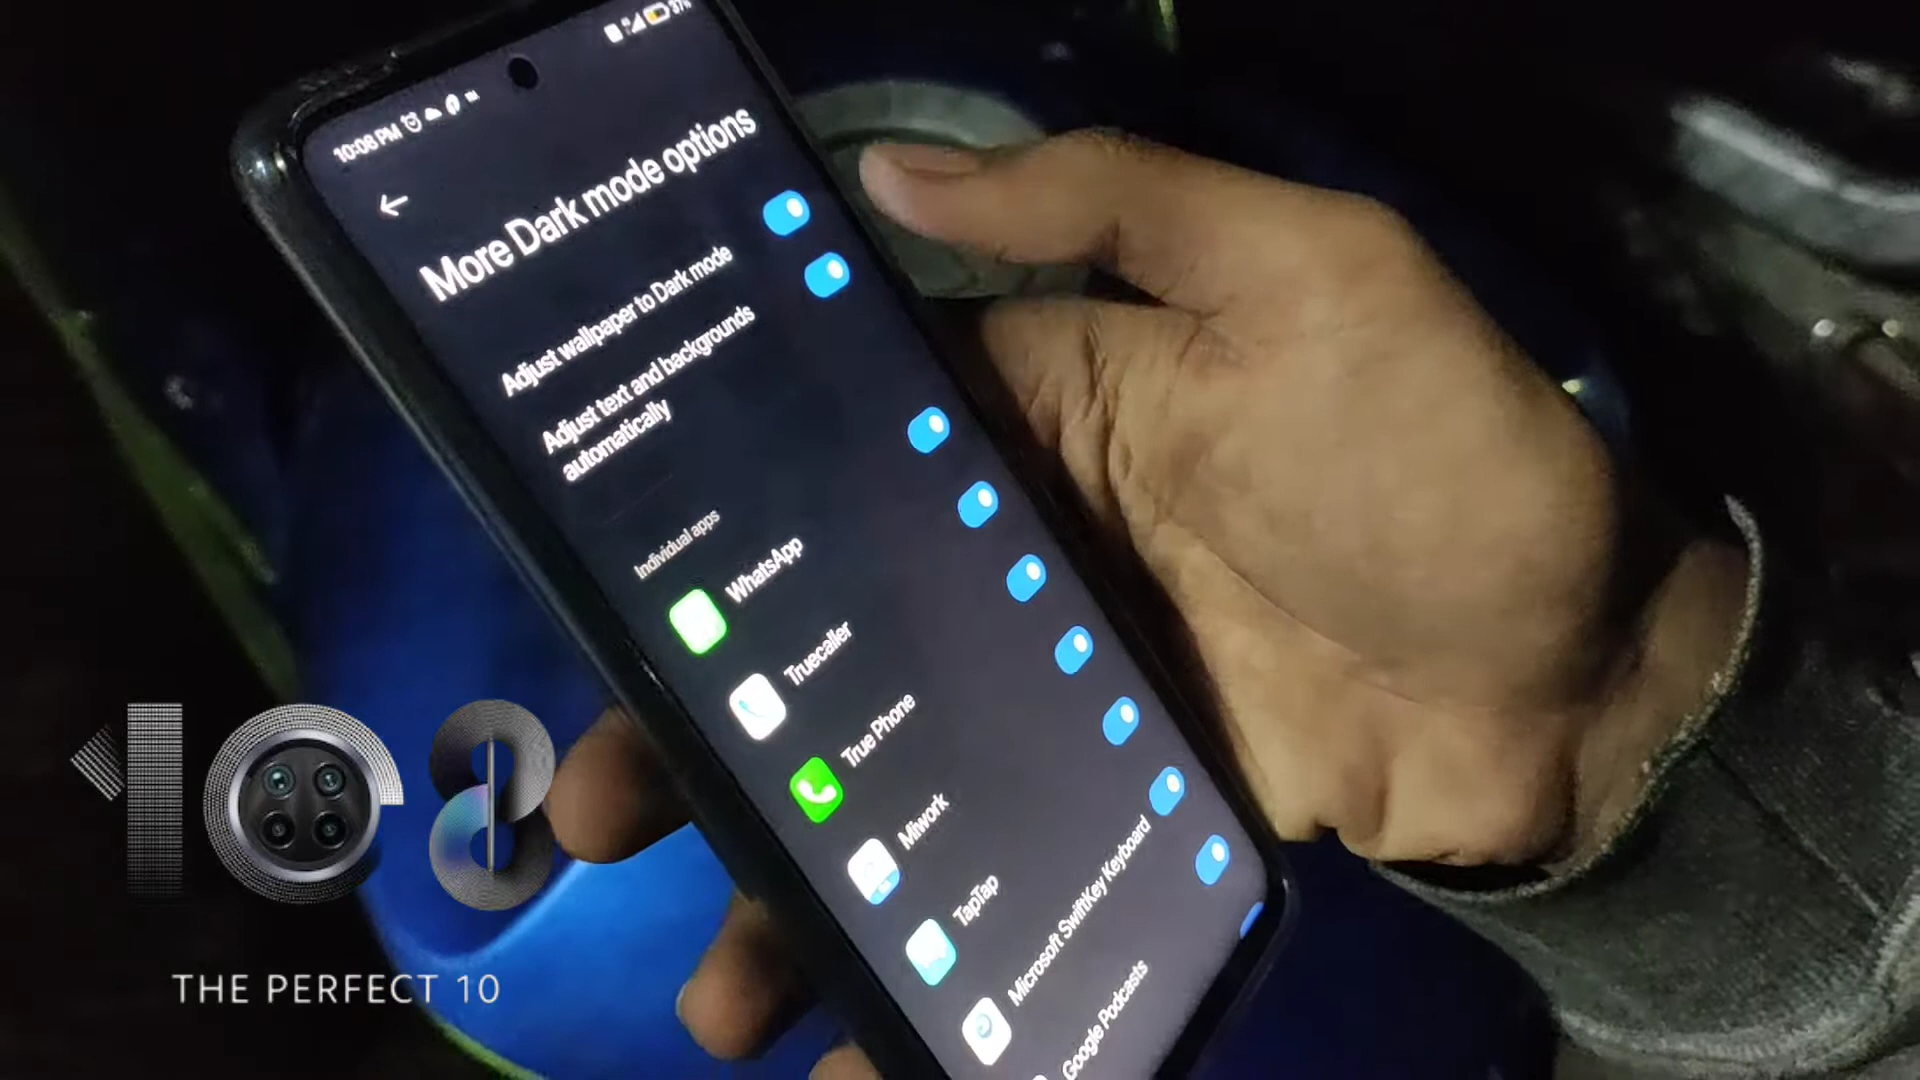 37%
10:08 PM
More Dark mode options
Adjust wallpaper to Dark mode
Adjust text and backgrounds
automatically
Individual apps
WhatsApp
Truecaller
True Phone
Miwork
TapTap
Microsoft SwiftKey Keyboard
Google Podcasts
108
THE PERFECT 10